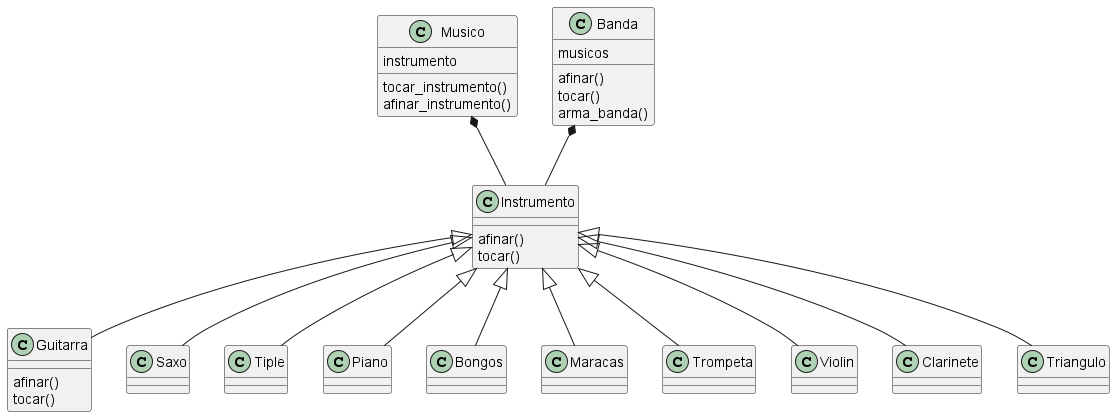 C Musico
instrumento
tocar_instrumento()
afinar_instrumento()
C Banda
musicos
afinar()
tocar()
arma_banda()
C Instrumento
afinar()
tocar()
C Guitarra
afinar()
tocar()
C Saxo
C Tiple
C Piano
C Bongos
C Maracas
C Trompeta
C Violin
C Clarinete
C Triangulo